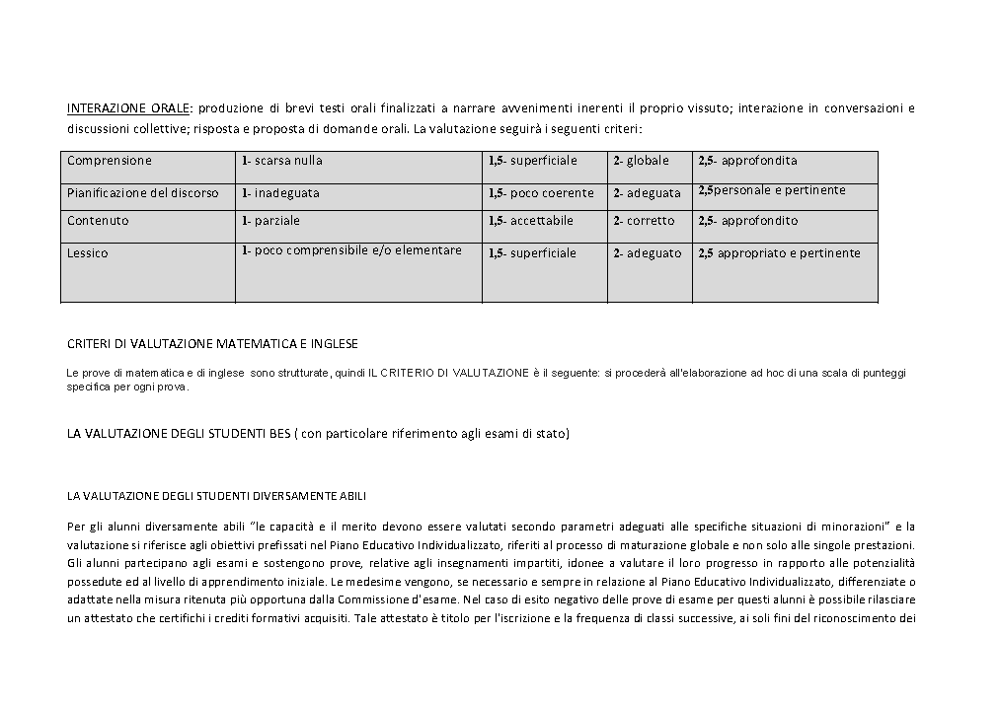 INTERAZIONE ORALE: produzione di brevi testi orali finalizzati a narrare avvenimenti inerenti il proprio vissuto; interazione in conversazioni e
discussioni collettive; risposta e proposta di domande orali. La valutazione seguirà i seguenti criteri:
Comprensione 1- scarsa nulla 1,5- superficiale 2- globale 2,5- approfondita
Pianificazione del discorso 1- inadeguata 1,5- poco coerente 2- adeguata 2,5personale e pertinente
Contenuto 1- parziale 1,5- accettabile 2- corretto 2,5- approfondito
Lessico 1- poco comprensibile e/o elementare 1,5- superficiale 2- adeguato 2,5 appropriato e pertinente
CRITERI DI VALUTAZIONE MATEMATICA E INGLESE
Le prove di matematica e di inglese sono strutturate, quindi IL CRITERIO DI VALUTAZIONE è il seguente: si procederà all'elaborazione ad hoc di una scala di punteggi
specifica per ogni prova.
LA VALUTAZIONE DEGLI STUDENTI BES ( con particolare riferimento agli esami di stato)
LA VALUTAZIONE DEGLI STUDENTI DIVERSAMENTE ABILI
Per gli alunni diversamente abili “le capacità e il merito devono essere valutati secondo parametri adeguati alle specifiche situazioni di minorazioni” e la
valutazione si riferisce agli obiettivi prefissati nel Piano Educativo Individualizzato, riferiti al processo di maturazione globale e non solo alle singole prestazioni.
Gli alunni partecipano agli esami e sostengono prove, relative agli insegnamenti impartiti, idonee a valutare il loro progresso in rapporto alle potenzialità
possedute ed al livello di apprendimento iniziale. Le medesime vengono, se necessario e sempre in relazione al Piano Educativo Individualizzato, differenziate o
adattate nella misura ritenuta più opportuna dalla Commissione d'esame. Nel caso di esito negativo delle prove di esame per questi alunni è possibile rilasciare
un attestato che certifichi i crediti formativi acquisiti. Tale attestato è titolo per l'iscrizione e la frequenza di classi successive, ai soli fini del riconoscimento dei